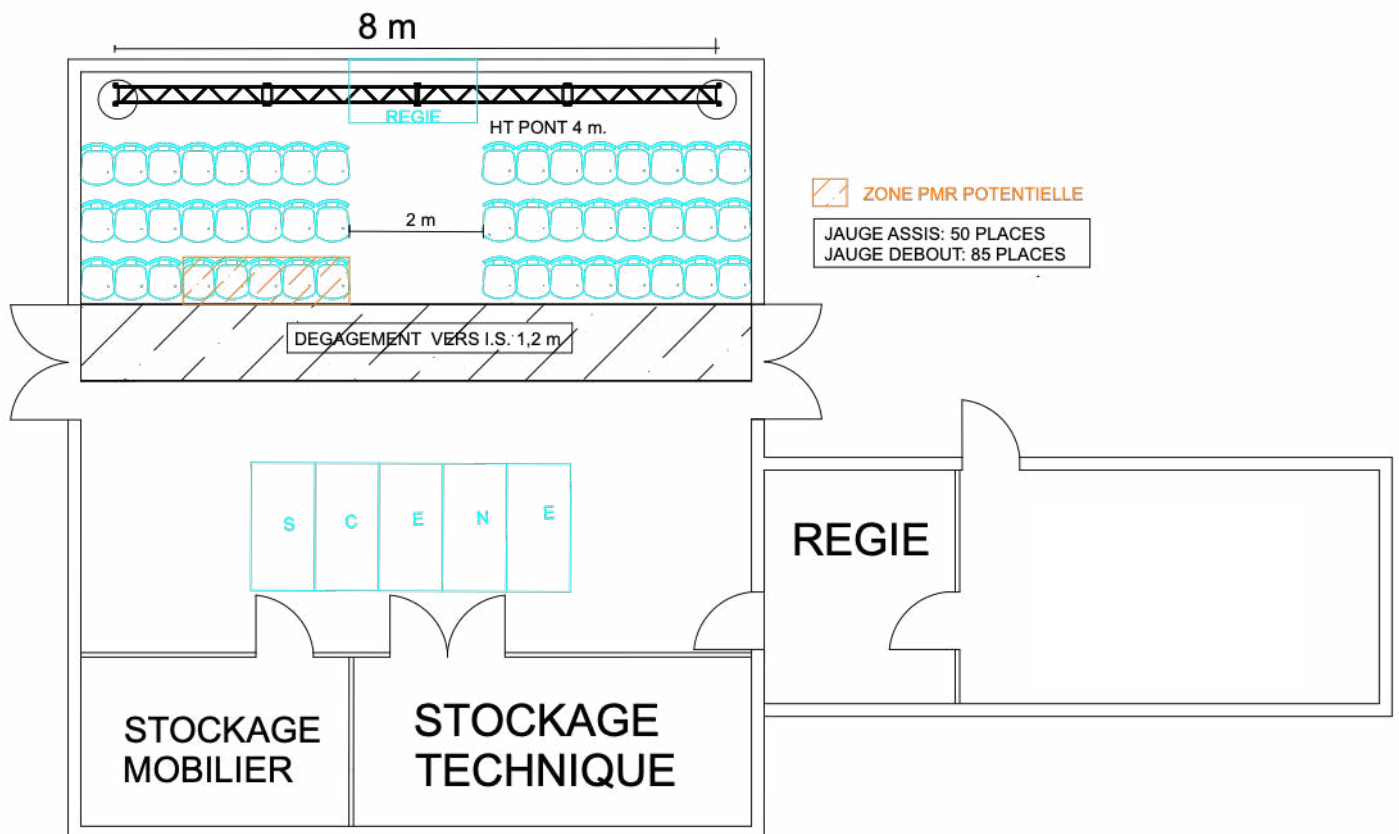 8 m
REGIE
HT PONT 4 m.
2 m
ZONE PMR POTENTIELLE
JAUGE ASSIS: 50 PLACES
JAUGE DEBOUT: 85 PLACES
DEGAGEMENT VERS I.S. 1,2 m
S C E N E
REGIE
STOCKAGE
MOBILIER
STOCKAGE
TECHNIQUE